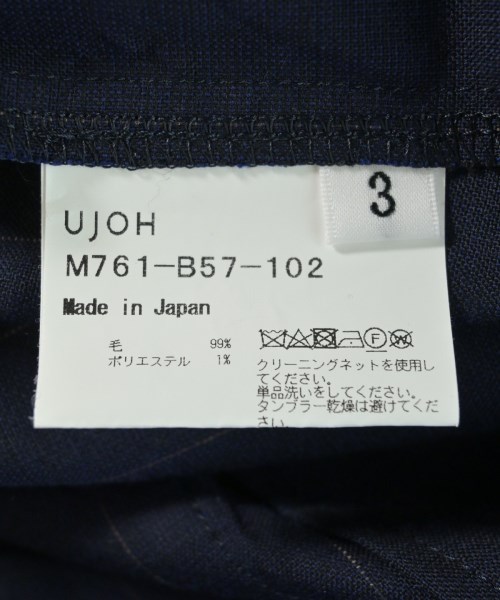 3
UJOH
M761-B57-102
Made in Japan
毛 99%
ポリエステル 1%
クリーニングネットを使用し
てください。
単品洗いをしてください。
タンブラー乾燥は避けてくだ
さい。